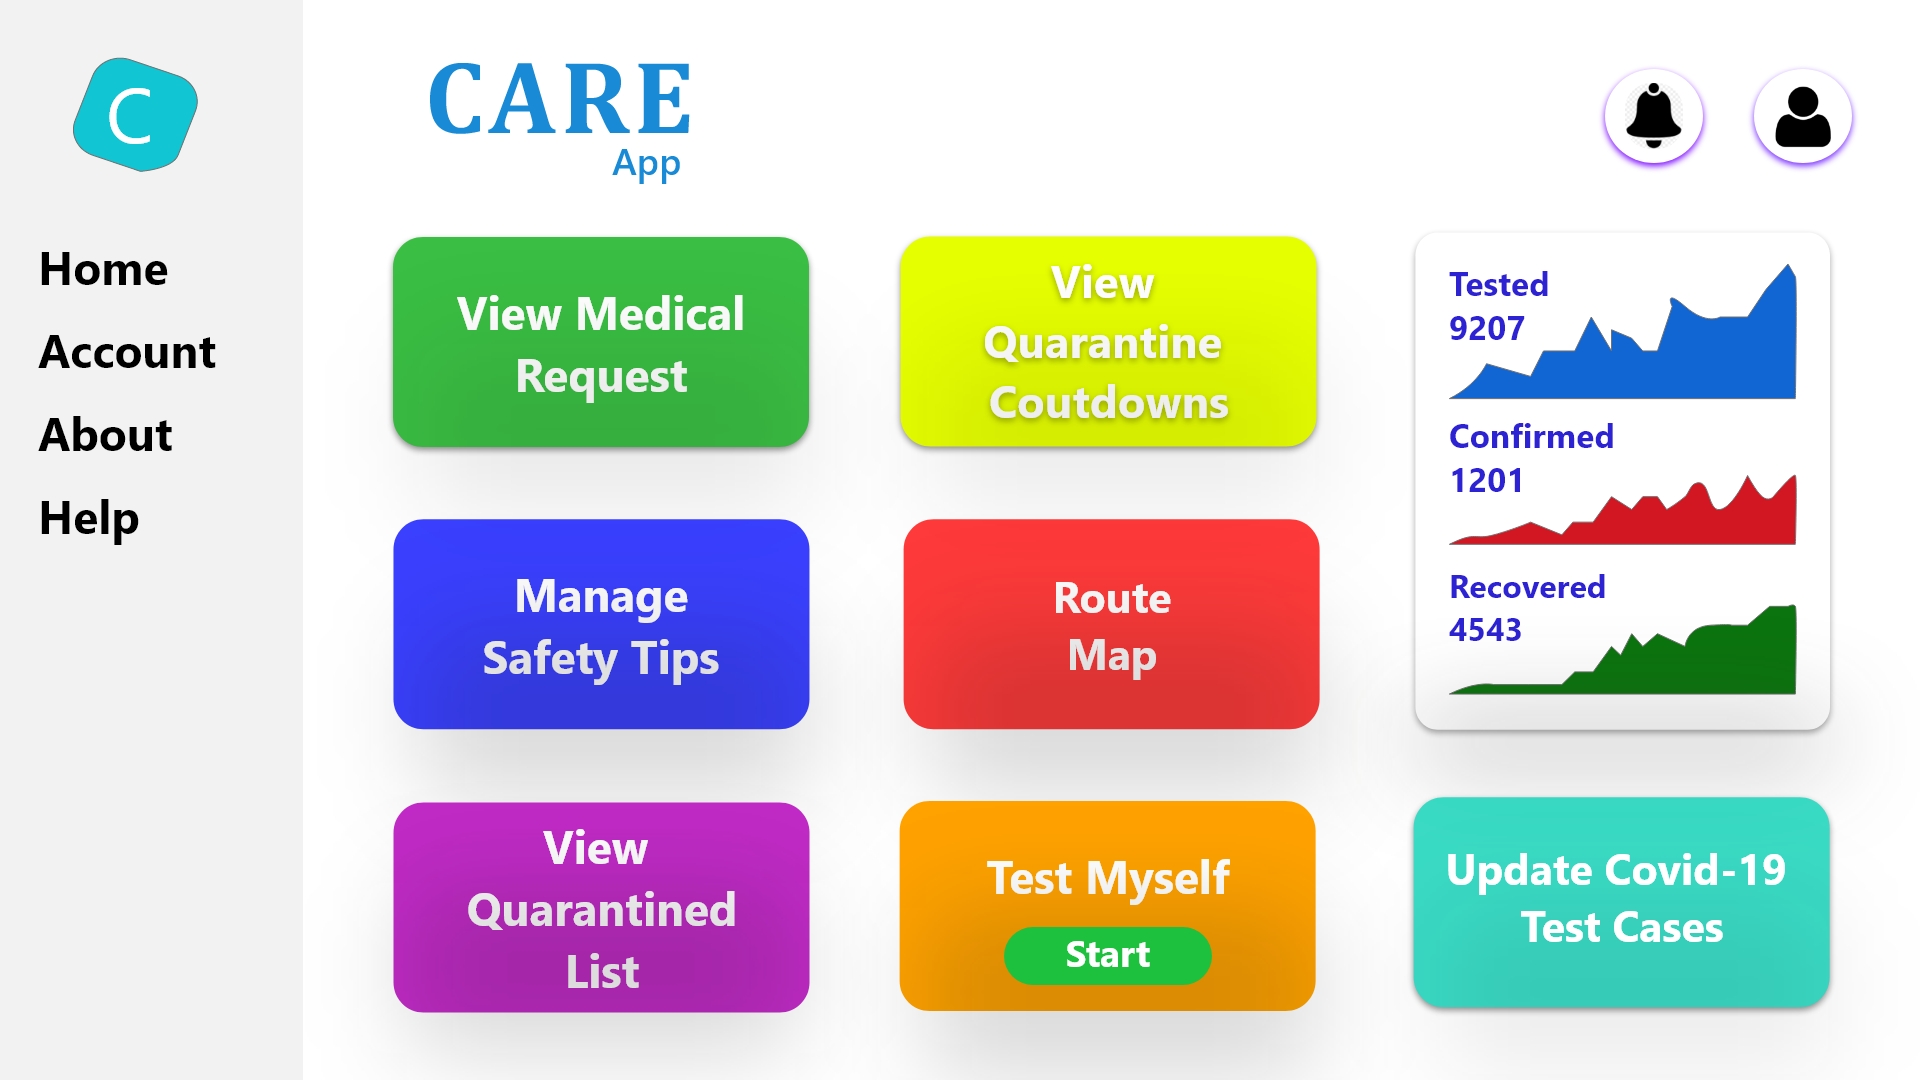 C
CARE
App
Home
Account
About
Help
View Medical
Request
View
Quarantine
Coutdowns
Tested
9207
Confirmed
1201
Recovered
4543
Manage
Safety Tips
Route
Map
View
Quarantined
List
Test Myself
Start
Update Covid-19
Test Cases